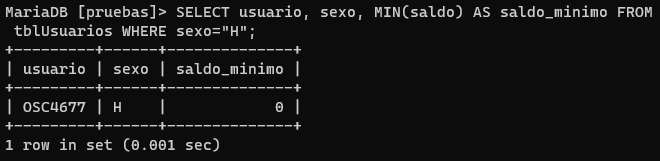 MariaDB [pruebas]> SELECT usuario, sexo, MIN(saldo) AS saldo_minimo FROM
 tblUsuarios WHERE sexo="H";
+---------+------+--------------+
| usuario | sexo | saldo_minimo |
+---------+------+--------------+
| OSC4677 | H    |            0 |
+---------+------+--------------+
1 row in set (0.001 sec)